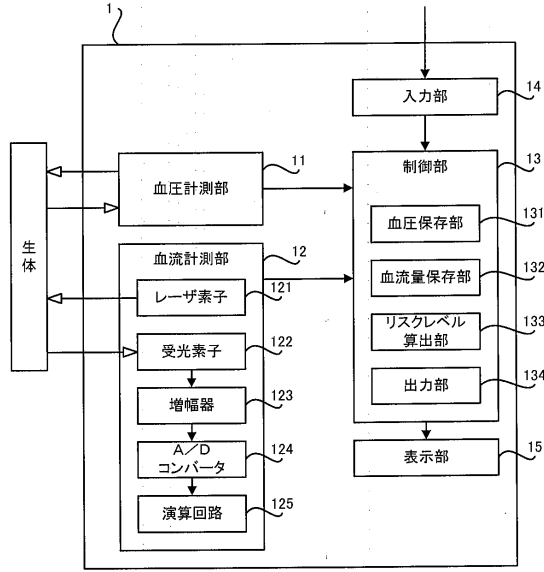 1
入力部
14
血圧計測部
11
制御部
13
血圧保存部
131
血流量保存部
132
リスクレベル
算出部
133
出力部
134
表示部
15
生体
血流計測部
12
レーザ素子
121
受光素子
122
増幅器
123
A/D
コンバータ
124
演算回路
125